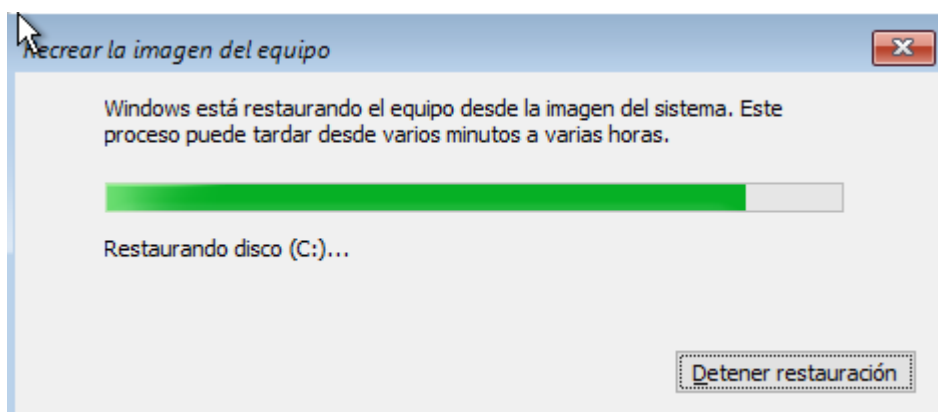 Recrear la imagen del equipo
Windows está restaurando el equipo desde la imagen del sistema. Este
proceso puede tardar desde varios minutos a varias horas.
Restaurando disco (C:)...
Detener restauración